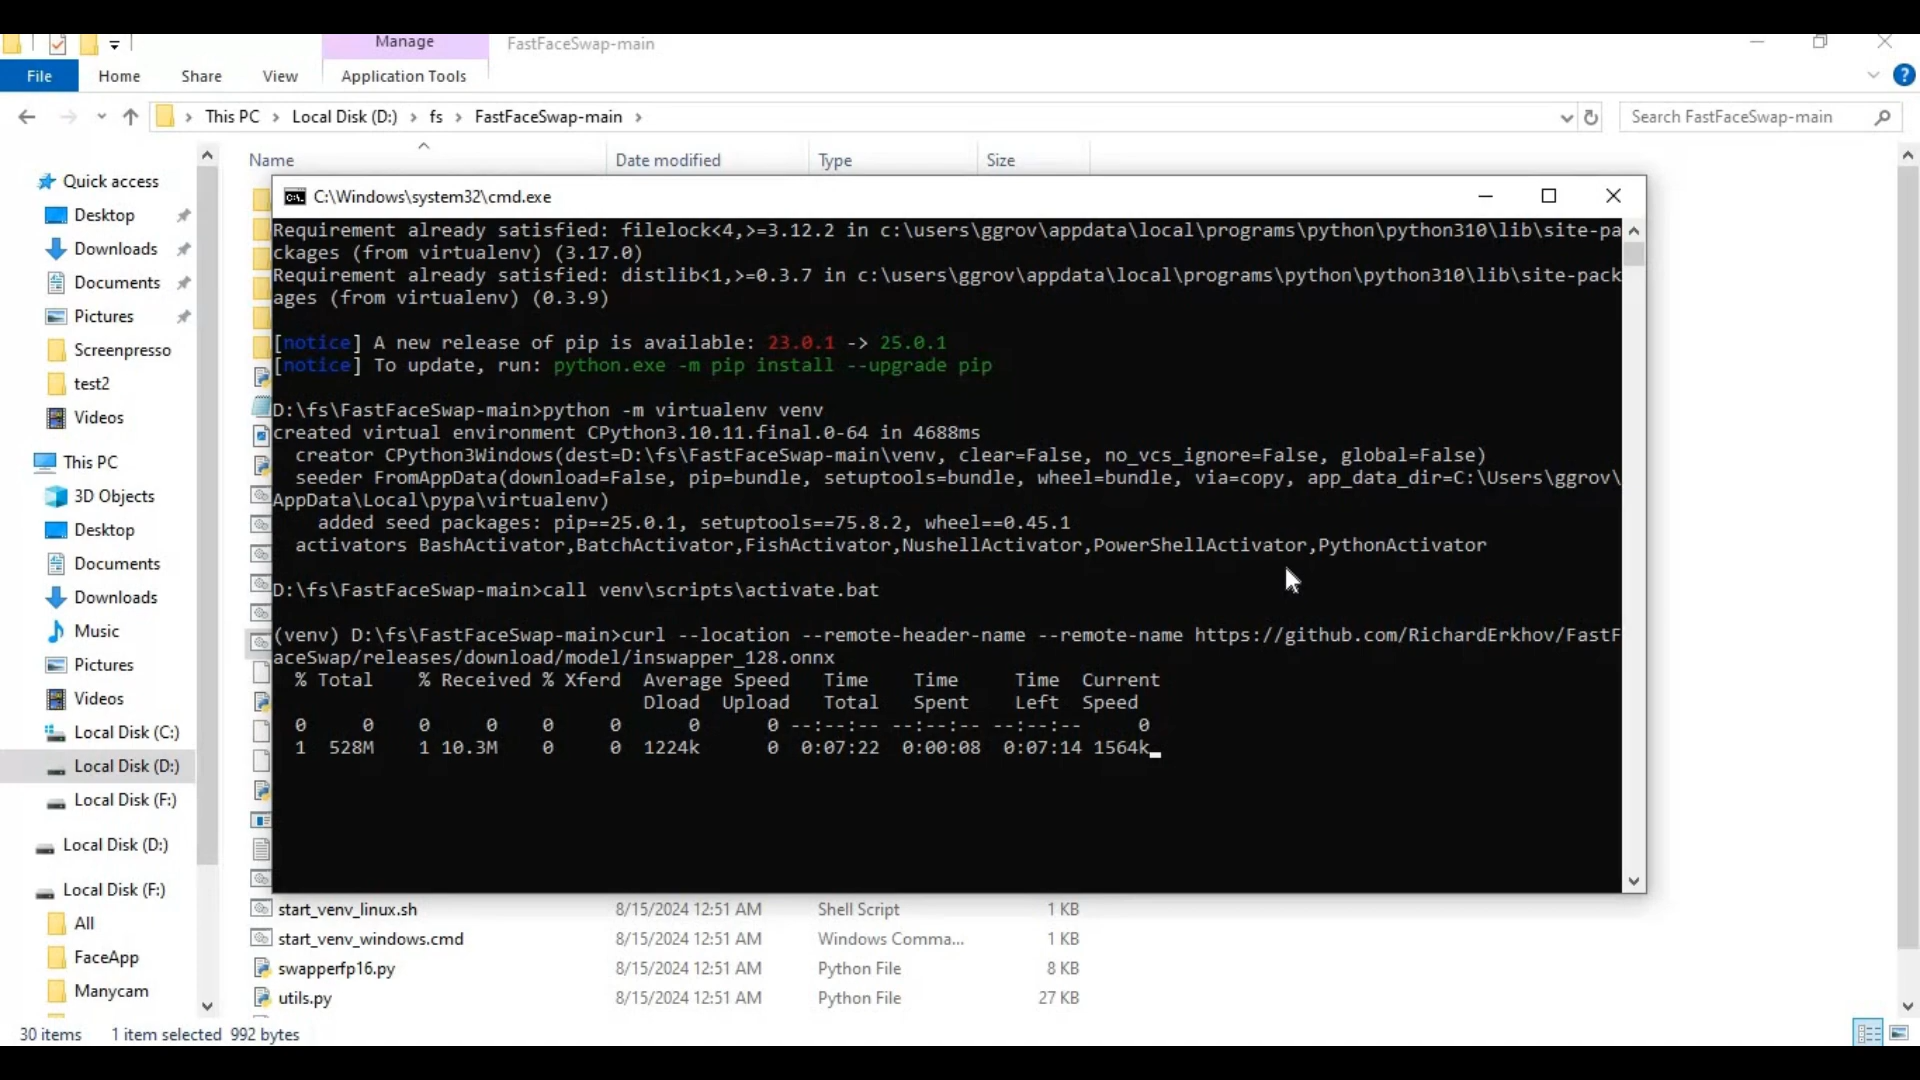 Manage
FastFaceSwap-main
File Home Share View Application Tools
This PC Local Disk (D:) fs FastFaceSwap-main
Search FastFaceSwap-main
Name Date modified Type Size
Quick access
Desktop
Downloads
Documents
Pictures
Screenpresso
test2
Videos
This PC
3D Objects
Desktop
Documents
Downloads
Music
Pictures
Videos
Local Disk (C:)
Local Disk (D:)
Local Disk (F:)
Local Disk (D:)
Local Disk (F:)
All
FaceApp
Manycam
C:\Windows\system32\cmd.exe
Requirement already satisfied: filelock<4,>=3.12.2 in c:\users\ggrov\appdata\local\programs\python\python310\lib\site-pa
ckages (from virtualenv) (3.17.0)
Requirement already satisfied: distlib<1,>=0.3.7 in c:\users\ggrov\appdata\local\programs\python\python310\lib\site-pack
ages (from virtualenv) (0.3.9)
[notice] A new release of pip is available: 23.0.1 -> 25.0.1
[notice] To update, run: python.exe -m pip install --upgrade pip
D:\fs\FastFaceSwap-main>python -m virtualenv venv
created virtual environment CPython3.10.11.final.0-64 in 4688ms
creator CPython3Windows(dest=D:\fs\FastFaceSwap-main\venv, clear=False, no_vcs_ignore=False, global=False)
seeder FromAppData(download=False, pip=bundle, setuptools=bundle, wheel=bundle, via=copy, app_data_dir=C:\Users\ggrov\
AppData\Local\pypa\virtualenv)
added seed packages: pip==25.0.1, setuptools==75.8.2, wheel==0.45.1
activators BashActivator,BatchActivator,FishActivator,NushellActivator,PowerShellActivator,PythonActivator
D:\fs\FastFaceSwap-main>call venv\scripts\activate.bat
(venv) D:\fs\FastFaceSwap-main>curl --location --remote-header-name --remote-name https://github.com/RichardErkhov/FastF
aceSwap/releases/download/model/inswapper_128.onnx
% Total % Received % Xferd Average Speed Time Time Time Current
Dload Upload Total Spent Left Speed
0 0 0 0 0 0 0 0 --:--:-- --:--:-- --:--:-- 0
1 528M 1 10.3M 0 0 1224k 0 0:07:22 0:00:08 0:07:14 1564k
start_venv_linux.sh 8/15/2024 12:51 AM Shell Script 1 KB
start_venv_windows.cmd 8/15/2024 12:51 AM Windows Comma... 1 KB
swapperfp16.py 8/15/2024 12:51 AM Python File 8 KB
utils.py 8/15/2024 12:51 AM Python File 27 KB
30 items 1 item selected 992 bytes